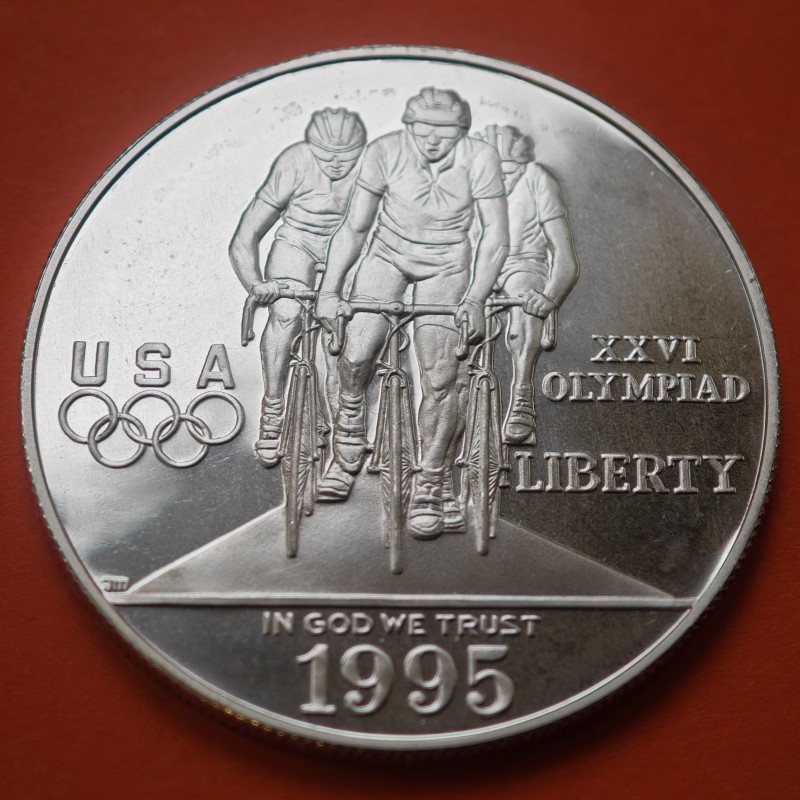 USA
XXVI
OLYMPIAD
LIBERTY
IN GOD WE TRUST
1995